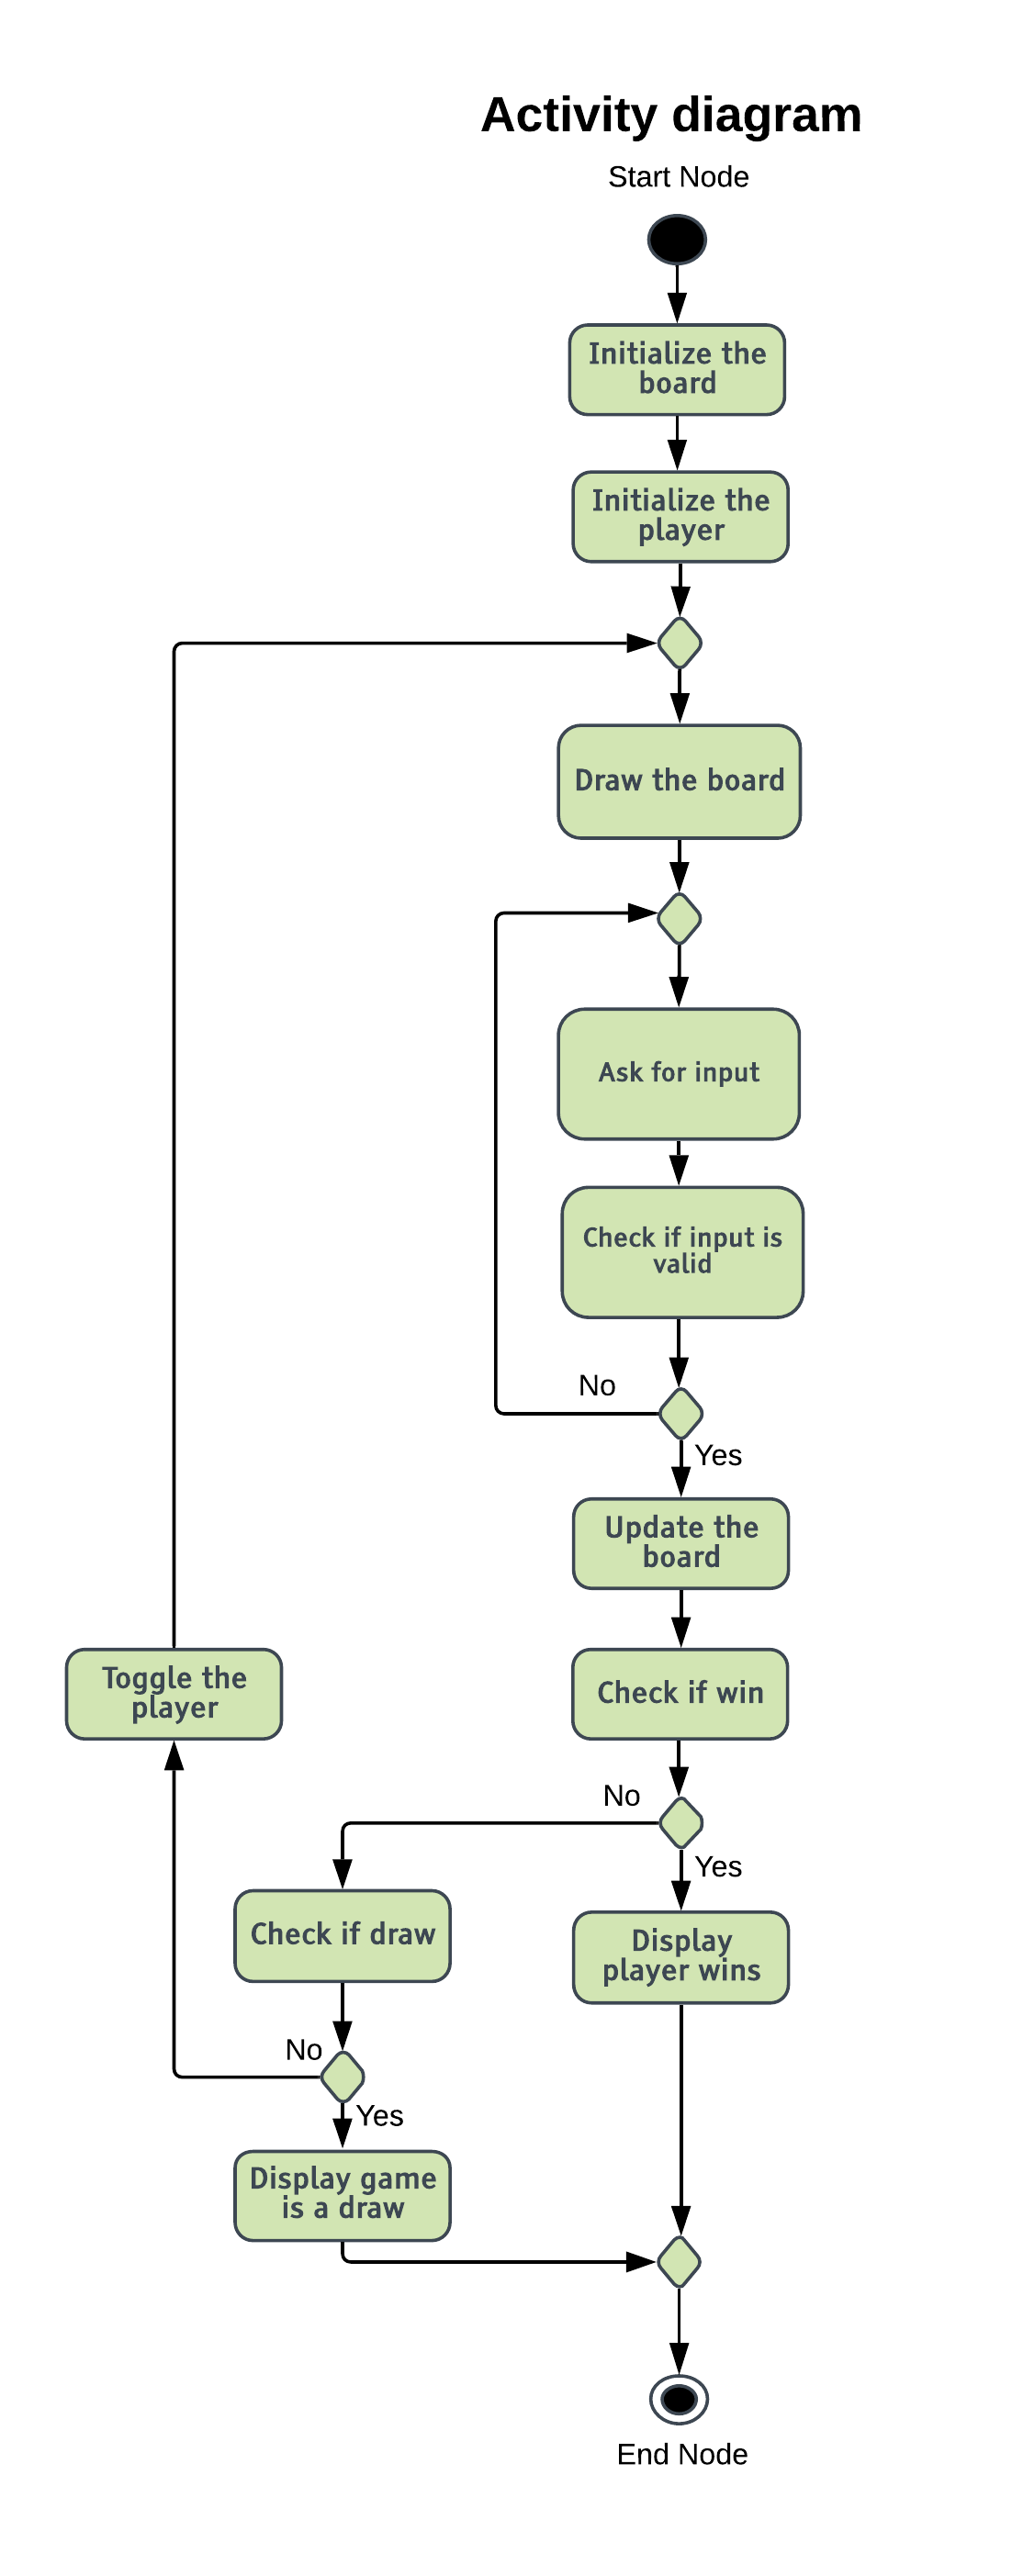 Activity diagram
Start Node
Initialize the
board
Initialize the
player
Draw the board
Ask for input
Check if input is
valid
No
Yes
Update the
board
Toggle the
player
Check if win
No
Yes
Check if draw
Display
player wins
No
Yes
Display game
is a draw
End Node